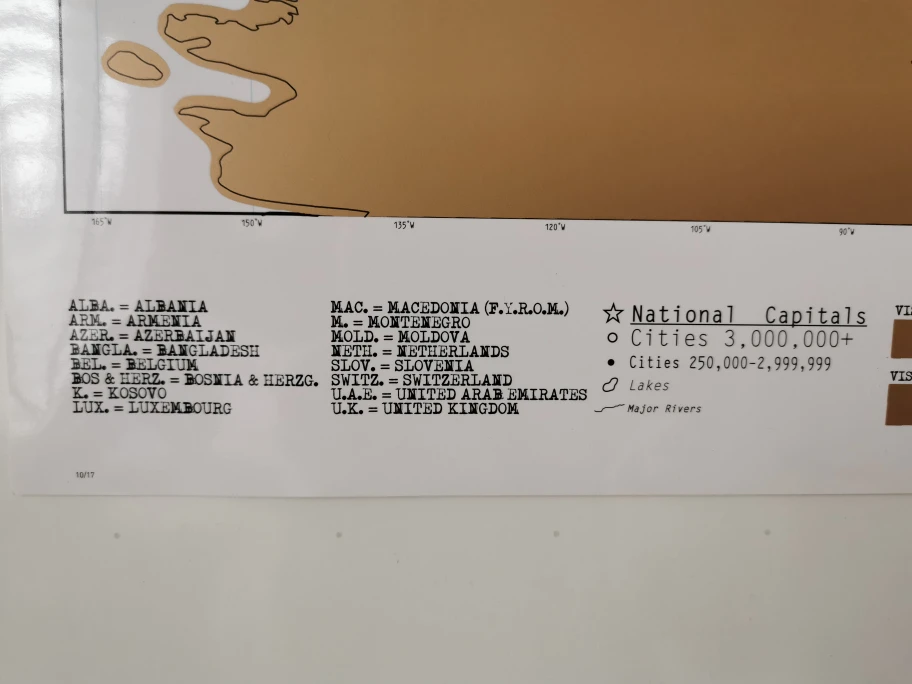 165°W 150°W 135°W 120°W 105°W 90°W
ALBA. = ALBANIA
ARM. = ARMENIA
AZER. = AZERBAIJAN
BANGLA. = BANGLADESH
BEL. = BELGIUM
BOS & HERZ. = BOSNIA & HERZG.
K. = KOSOVO
LUX. = LUXEMBOURG
MAC. = MACEDONIA (F.Y.R.O.M.)
M. = MONTENEGRO
MOLD. = MOLDOVA
NETH. = NETHERLANDS
SLOV. = SLOVENIA
SWITZ. = SWITZERLAND
U.A.E. = UNITED ARAB EMIRATES
U.K. = UNITED KINGDOM
National Capitals
Cities 3,000,000+
Cities 250,000-2,999,999
Lakes
Major Rivers
VIS
VIS
10/17